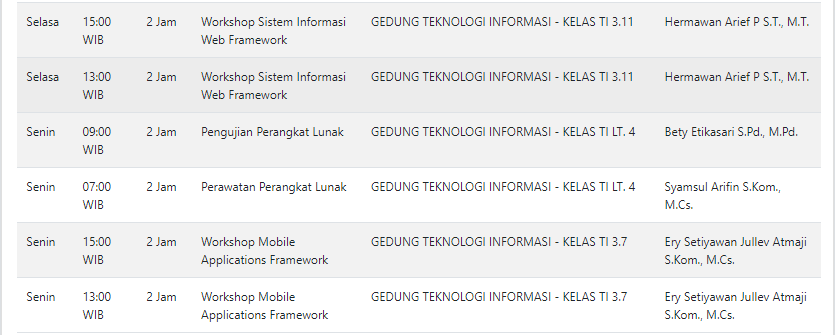 Selasa 15:00 2 Jam Workshop Sistem Informasi GEDUNG TEKNOLOGI INFORMASI - KELAS TI 3.11 Hermawan Arief P S.T., M.T.
WIB Web Framework
Selasa 13:00 2 Jam Workshop Sistem Informasi GEDUNG TEKNOLOGI INFORMASI - KELAS TI 3.11 Hermawan Arief P S.T., M.T.
WIB Web Framework
Senin 09:00 2 Jam Pengujian Perangkat Lunak GEDUNG TEKNOLOGI INFORMASI - KELAS TI LT. 4 Bety Etikasari S.Pd., M.Pd.
WIB
Senin 07:00 2 Jam Perawatan Perangkat Lunak GEDUNG TEKNOLOGI INFORMASI - KELAS TI LT. 4 Syamsul Arifin S.Kom.,
WIB M.Cs.
Senin 15:00 2 Jam Workshop Mobile GEDUNG TEKNOLOGI INFORMASI - KELAS TI 3.7 Ery Setiyawan Jullev Atmaji
WIB Applications Framework S.Kom., M.Cs.
Senin 13:00 2 Jam Workshop Mobile GEDUNG TEKNOLOGI INFORMASI - KELAS TI 3.7 Ery Setiyawan Jullev Atmaji
WIB Applications Framework S.Kom., M.Cs.